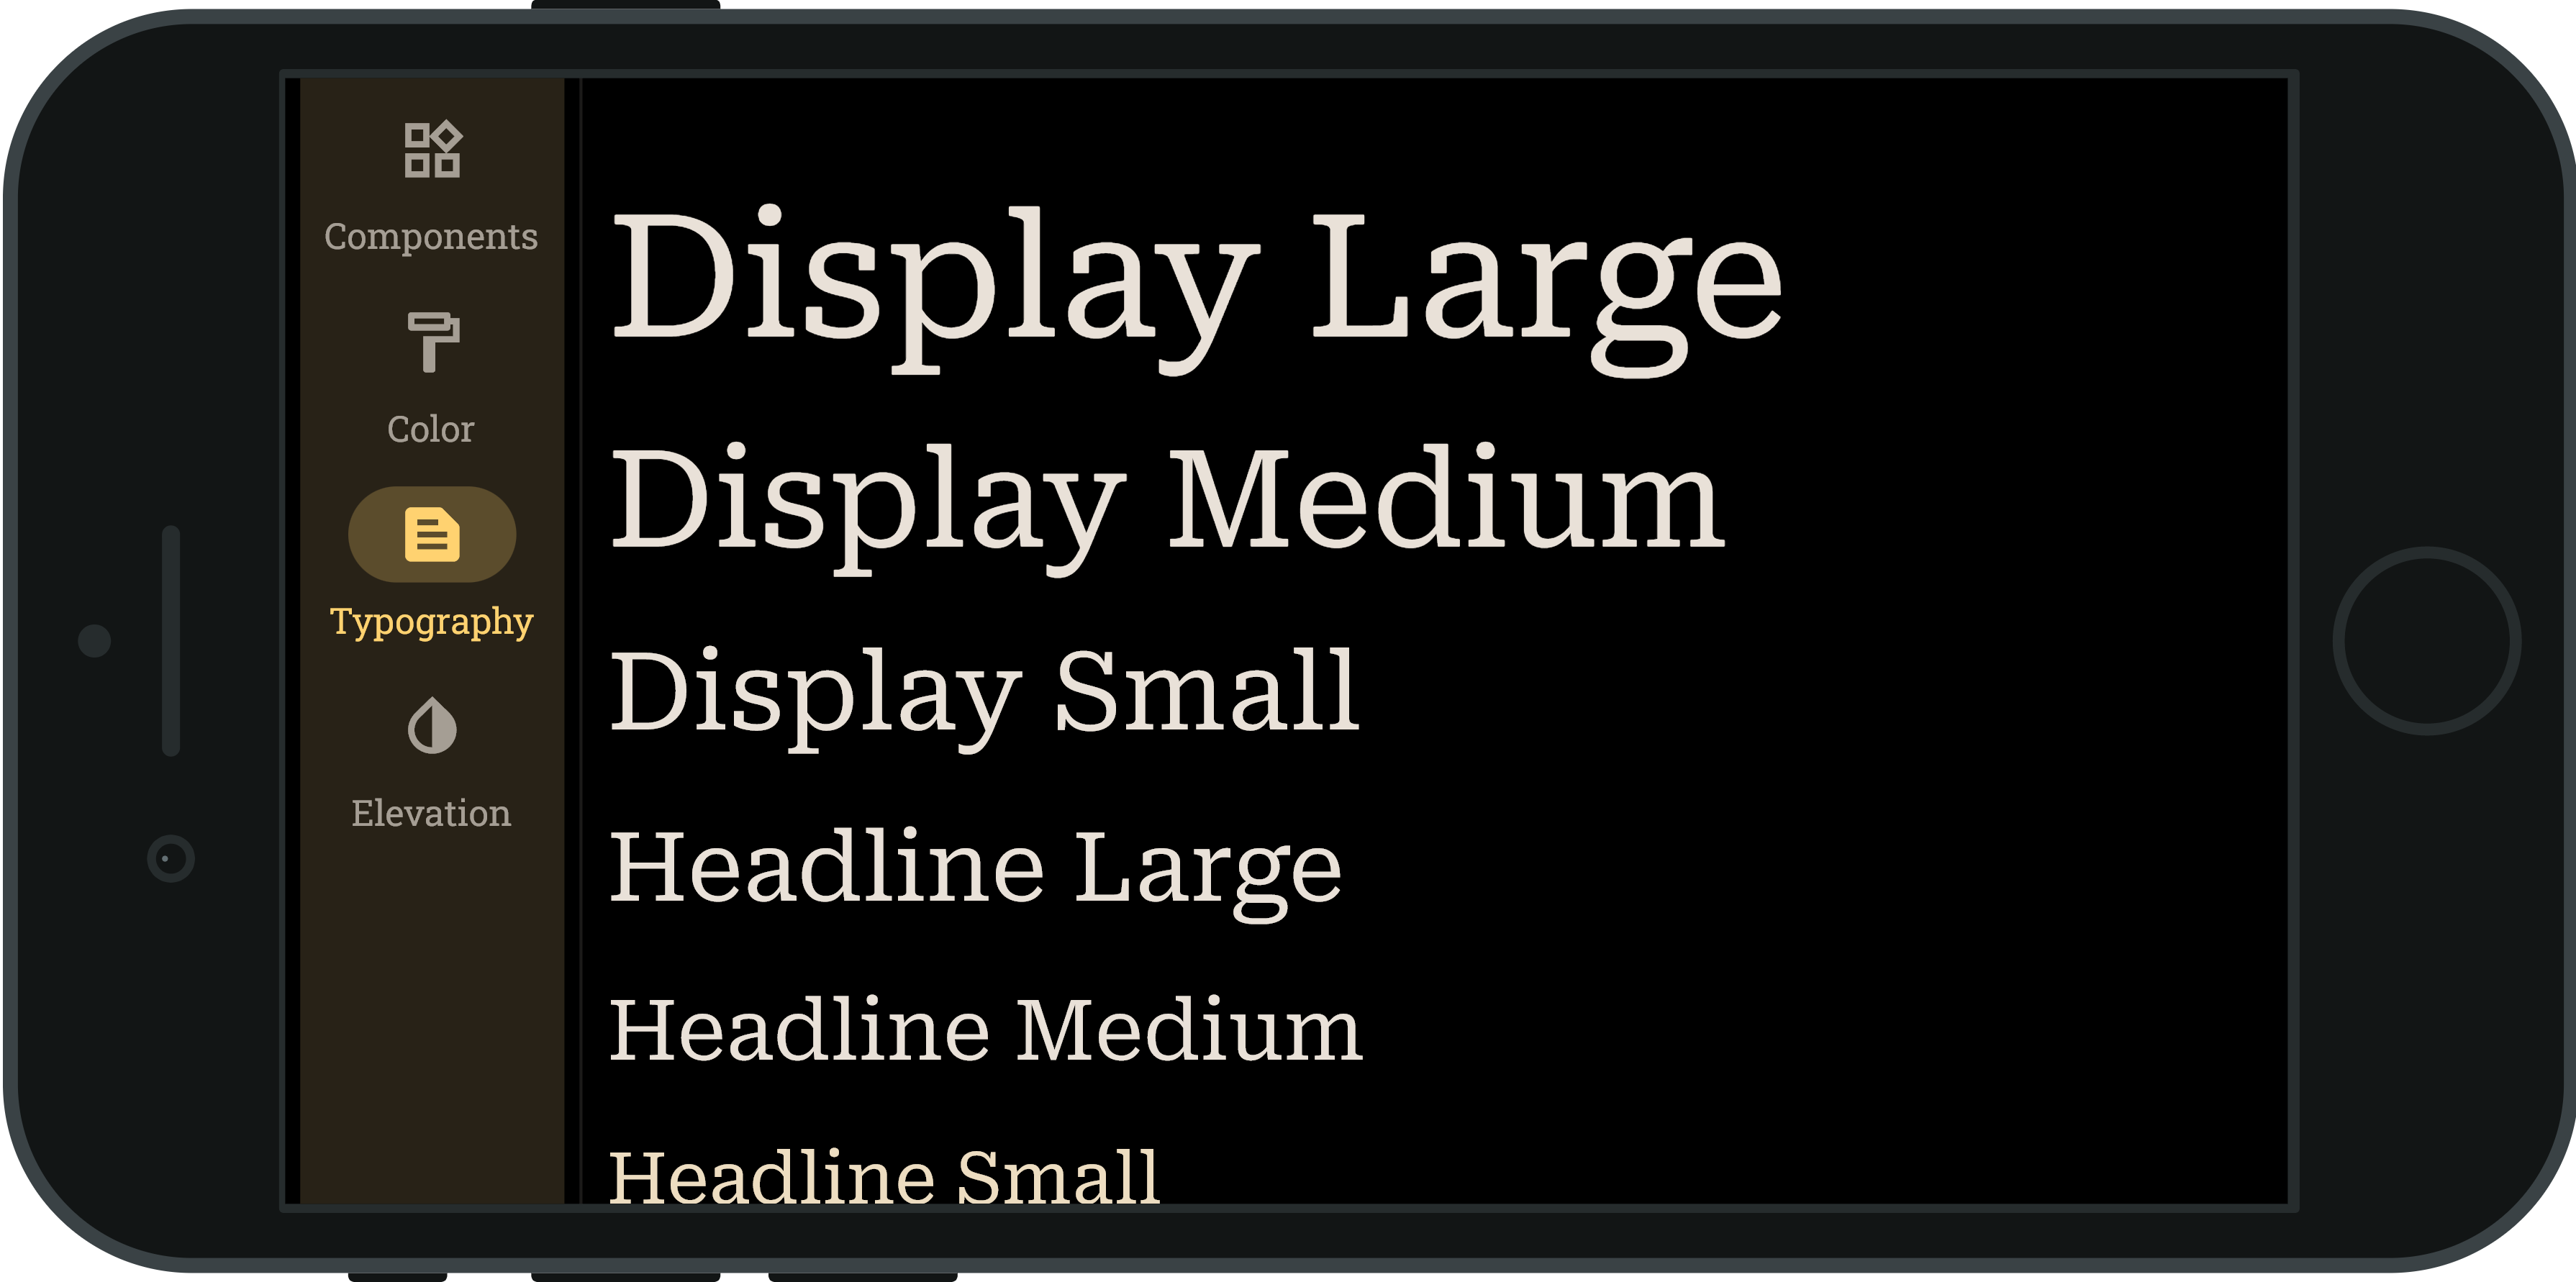 Components
Color
Typography
Elevation
Display Large
Display Medium
Display Small
Headline Large
Headline Medium
Headline Small